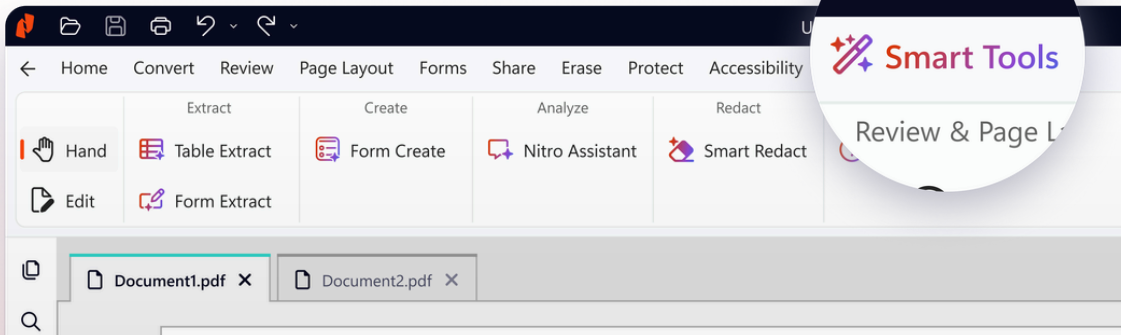 Home Convert Review Page Layout Forms Share Erase Protect Accessibility Smart Tools
Extract Create Analyze Redact Review & Page
Hand Table Extract Form Create Nitro Assistant Smart Redact
Edit Form Extract
Document1.pdf Document2.pdf